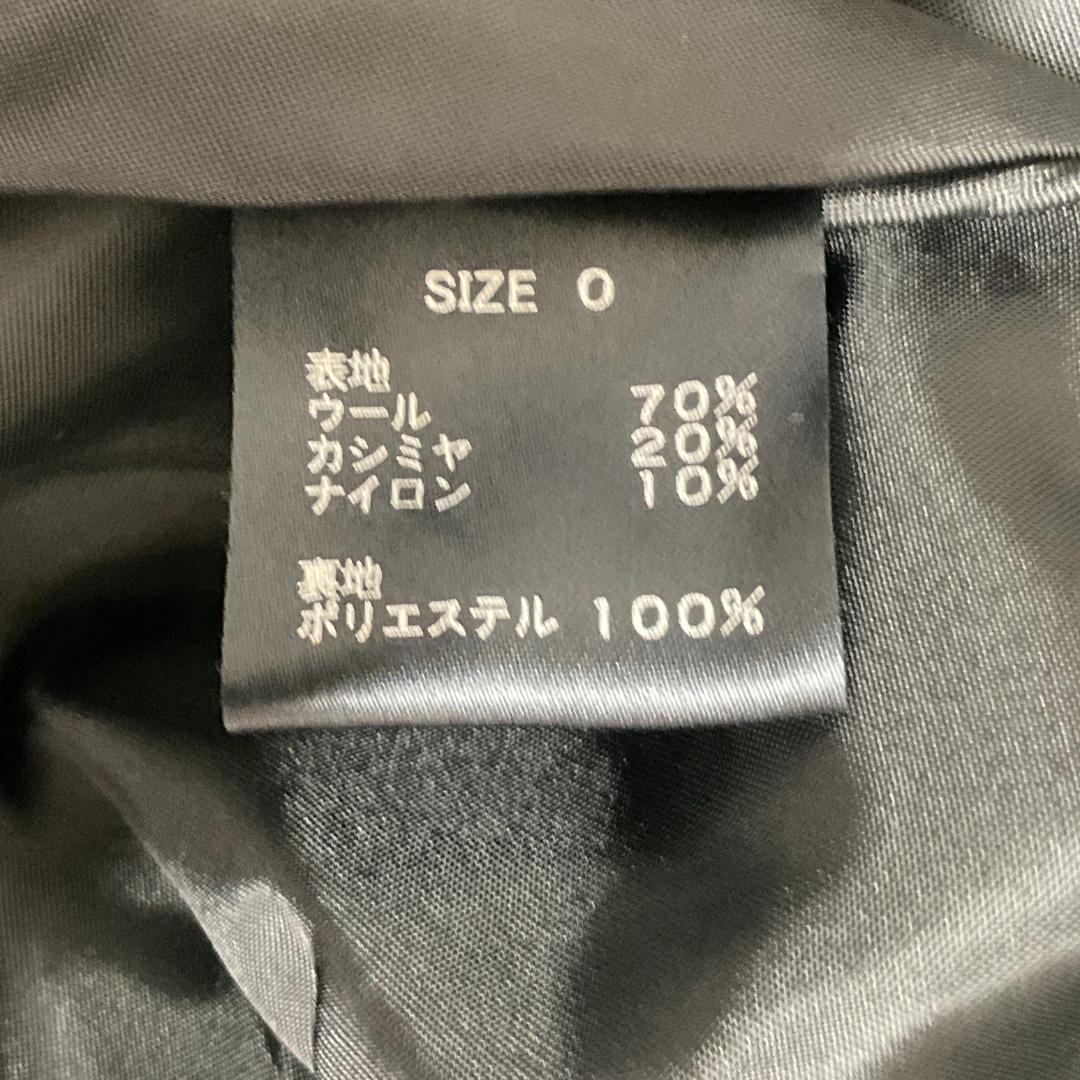 SIZE 0
表地
ウール 70%
カシミヤ 20%
ナイロン 10%
裏地
ポリエステル 100%